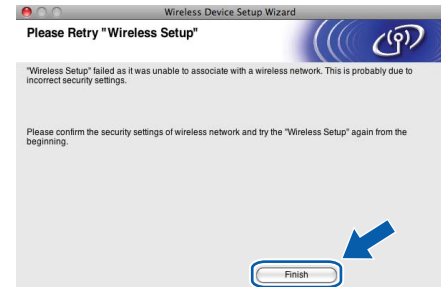 Wireless Device Setup Wizard
Please Retry "Wireless Setup"
"Wireless Setup" failed as it was unable to associate with a wireless network. This is probably due to
incorrect security settings.
Please confirm the security settings of wireless network and try the "Wireless Setup" again from the
beginning.
Finish